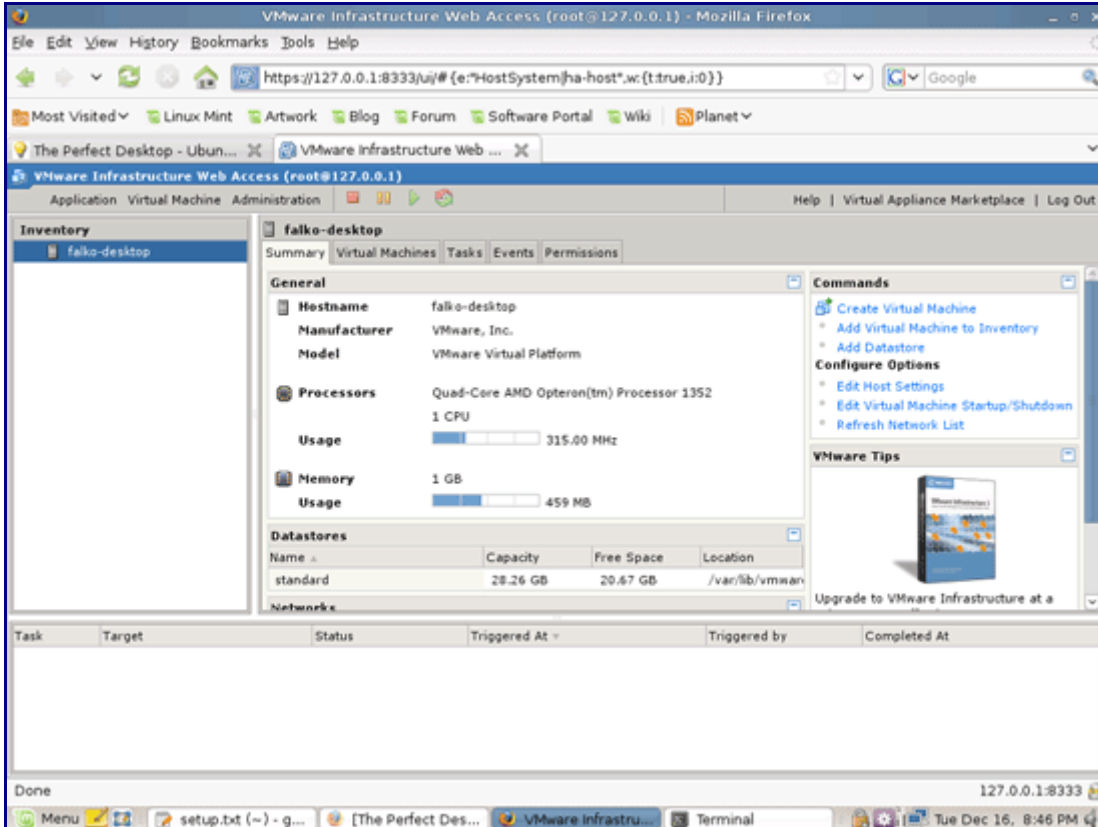 VMware Infrastructure Web Access (root@127.0.0.1) - Mozilla Firefox
File Edit View History Bookmarks Tools Help
https://127.0.0.1:8333/ui/#{e:"HostSystem|ha-host",w:{t:true,i:0}}
Google
Most Visited Linux Mint Artwork Blog Forum Software Portal Wiki Planet
The Perfect Desktop - Ubun... VMware Infrastructure Web ...
VMware Infrastructure Web Access (root@127.0.0.1)
Application Virtual Machine Administration Help | Virtual Appliance Marketplace | Log Out
Inventory
falko-desktop
falko-desktop
Summary Virtual Machines Tasks Events Permissions
General
Hostname falko-desktop
Manufacturer VMware, Inc.
Model VMware Virtual Platform
Processors Quad-Core AMD Opteron(tm) Processor 1352
1 CPU
Usage 315.00 MHz
Memory 1 GB
Usage 459 MB
Datastores
Name Capacity Free Space Location
standard 28.26 GB 20.67 GB /var/lib/vmwar
Networks
Commands
Create Virtual Machine
Add Virtual Machine to Inventory
Add Datastore
Configure Options
Edit Host Settings
Edit Virtual Machine Startup/Shutdown
Refresh Network List
VMware Tips
Upgrade to VMware Infrastructure at a
Task Target Status Triggered At Triggered by Completed At
Done 127.0.0.1:8333
Menu setup.txt (~) - g... [The Perfect Des... VMware Infrastru... Terminal Tue Dec 16, 8:46 PM